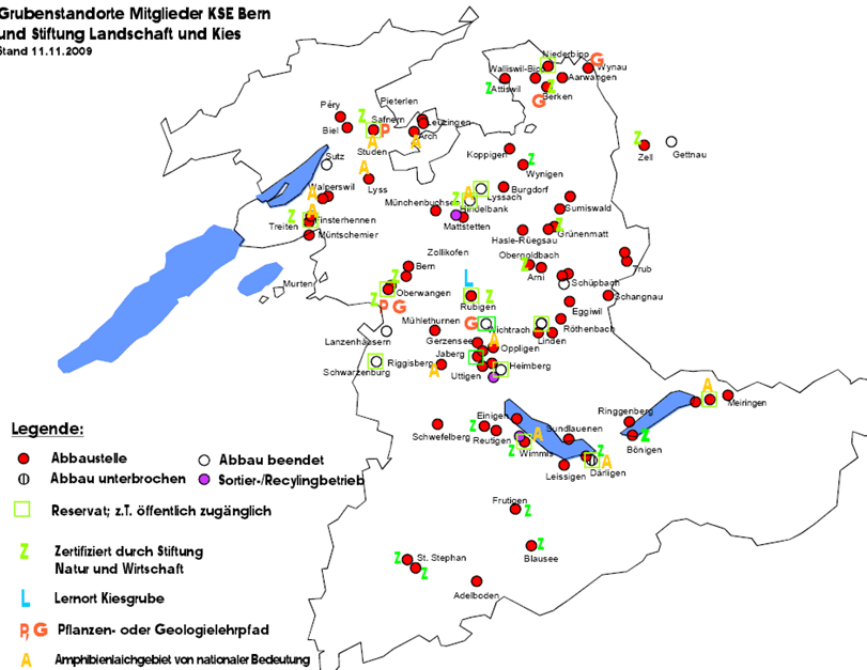 Grubenstandorte Mitglieder KSE Bern
und Stiftung Landschaft und Kies
Stand 11.11.2009
Niederbipp
G
Walliswil-Bipp
Wynau
Aarwangen
Z
Attiswil
Z
Berken
G
Pieterlen
Péry
Safnern
Leuzingen
Z
P
Biel
Arch
Studen
A
A
Koppigen
Z
Zell
Gettnau
Sutz
A
Z
Wynigen
Lyss
Walperswil
A
Burgdorf
Lyssach
Münchenbuchsee
Z
A
Hindelbank
Sumiswald
A
Finsterhennen
Z
Treiten
Mattstetten
Z
Grünenmatt
Hasle-Rüegsau
Müntschemier
Zollikofen
Obergoldbach
Z
Arni
Trub
Bern
Z
L
Schüpbach
Murten
Oberwangen
Z
P G
Rubigen
Z
Schangnau
Eggiwil
Mühlethurnen
G
Wichtrach
Röthenbach
Lanzenhäusern
Gerzensee
A
Linden
Oppligen
Jaberg
Riggisberg
Schwarzenburg
A
Uttigen
Heimberg
A
Meiringen
Ringgenberg
Einigen
Schwefelberg
Z
Reutigen
A
Sundlauenen
Z
Wimmis
Z
Bönigen
Z
A
Därligen
Leissigen
Frutigen
Z
Z
Blausee
St. Stephan
Z
Z
Adelboden
Legende:
Abbaustelle
Abbau beendet
Abbau unterbrochen
Sortier-/Recylingbetrieb
Reservat; z.T. öffentlich zugänglich
Z Zertifiziert durch Stiftung
Natur und Wirtschaft
L Lernort Kiesgrube
P, G Pflanzen- oder Geologielehrpfad
A Amphibienlaichgebiet von nationaler Bedeutung